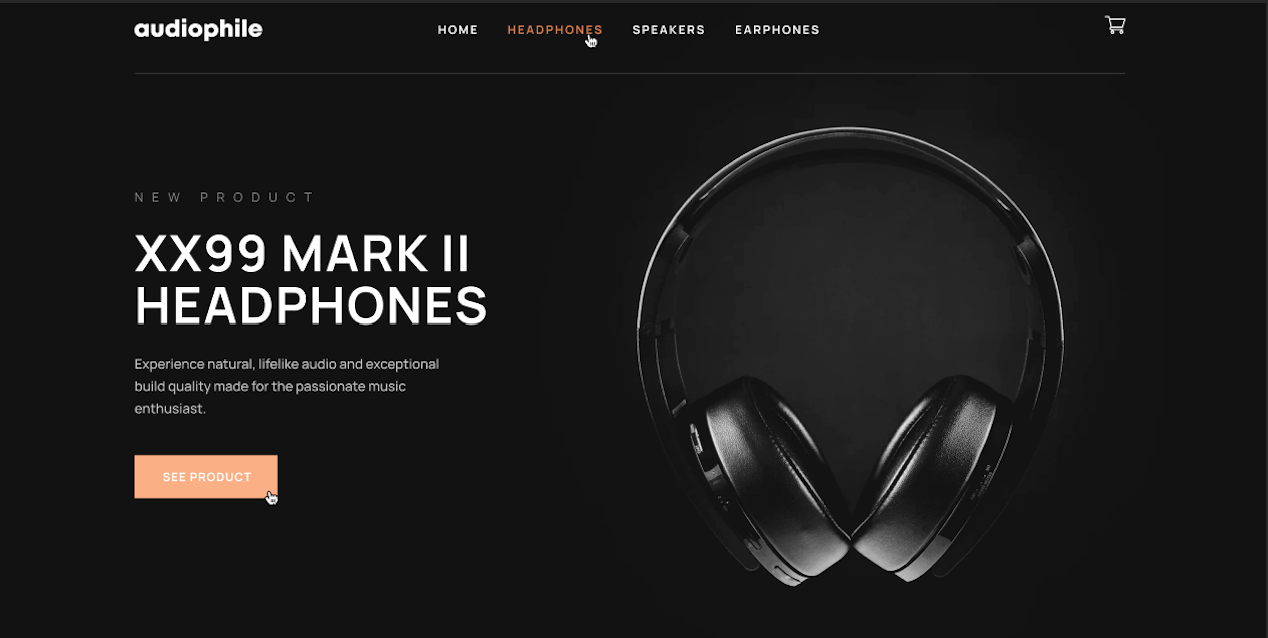 audiophile
HOME HEADPHONES SPEAKERS EARPHONES
NEW PRODUCT
XX99 MARK II
HEADPHONES
Experience natural, lifelike audio and exceptional
build quality made for the passionate music
enthusiast.
SEE PRODUCT